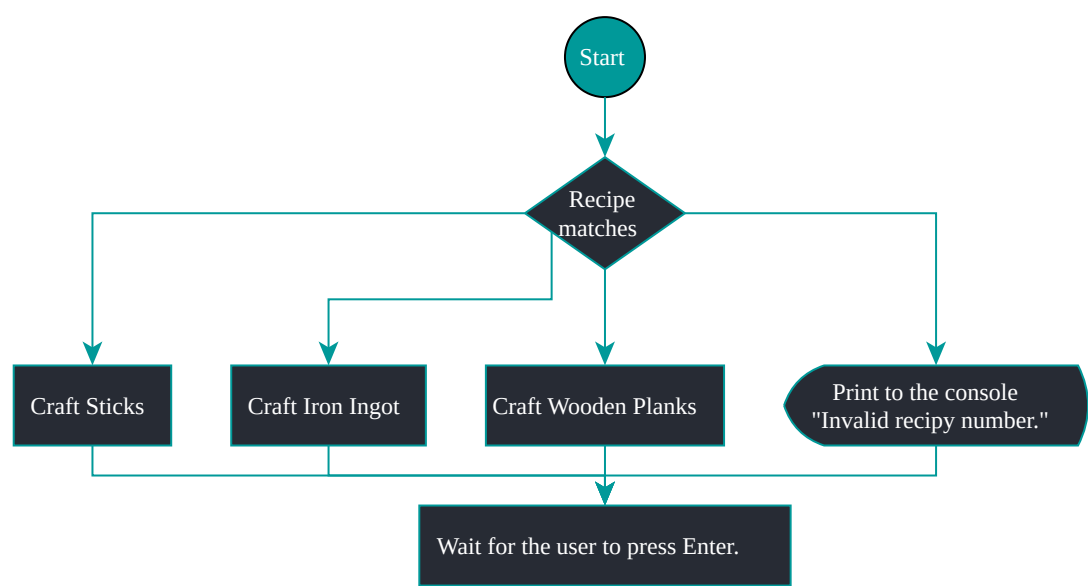 Start
Recipe
matches
Craft Sticks
Craft Iron Ingot
Craft Wooden Planks
Print to the console
"Invalid recipy number."
Wait for the user to press Enter.